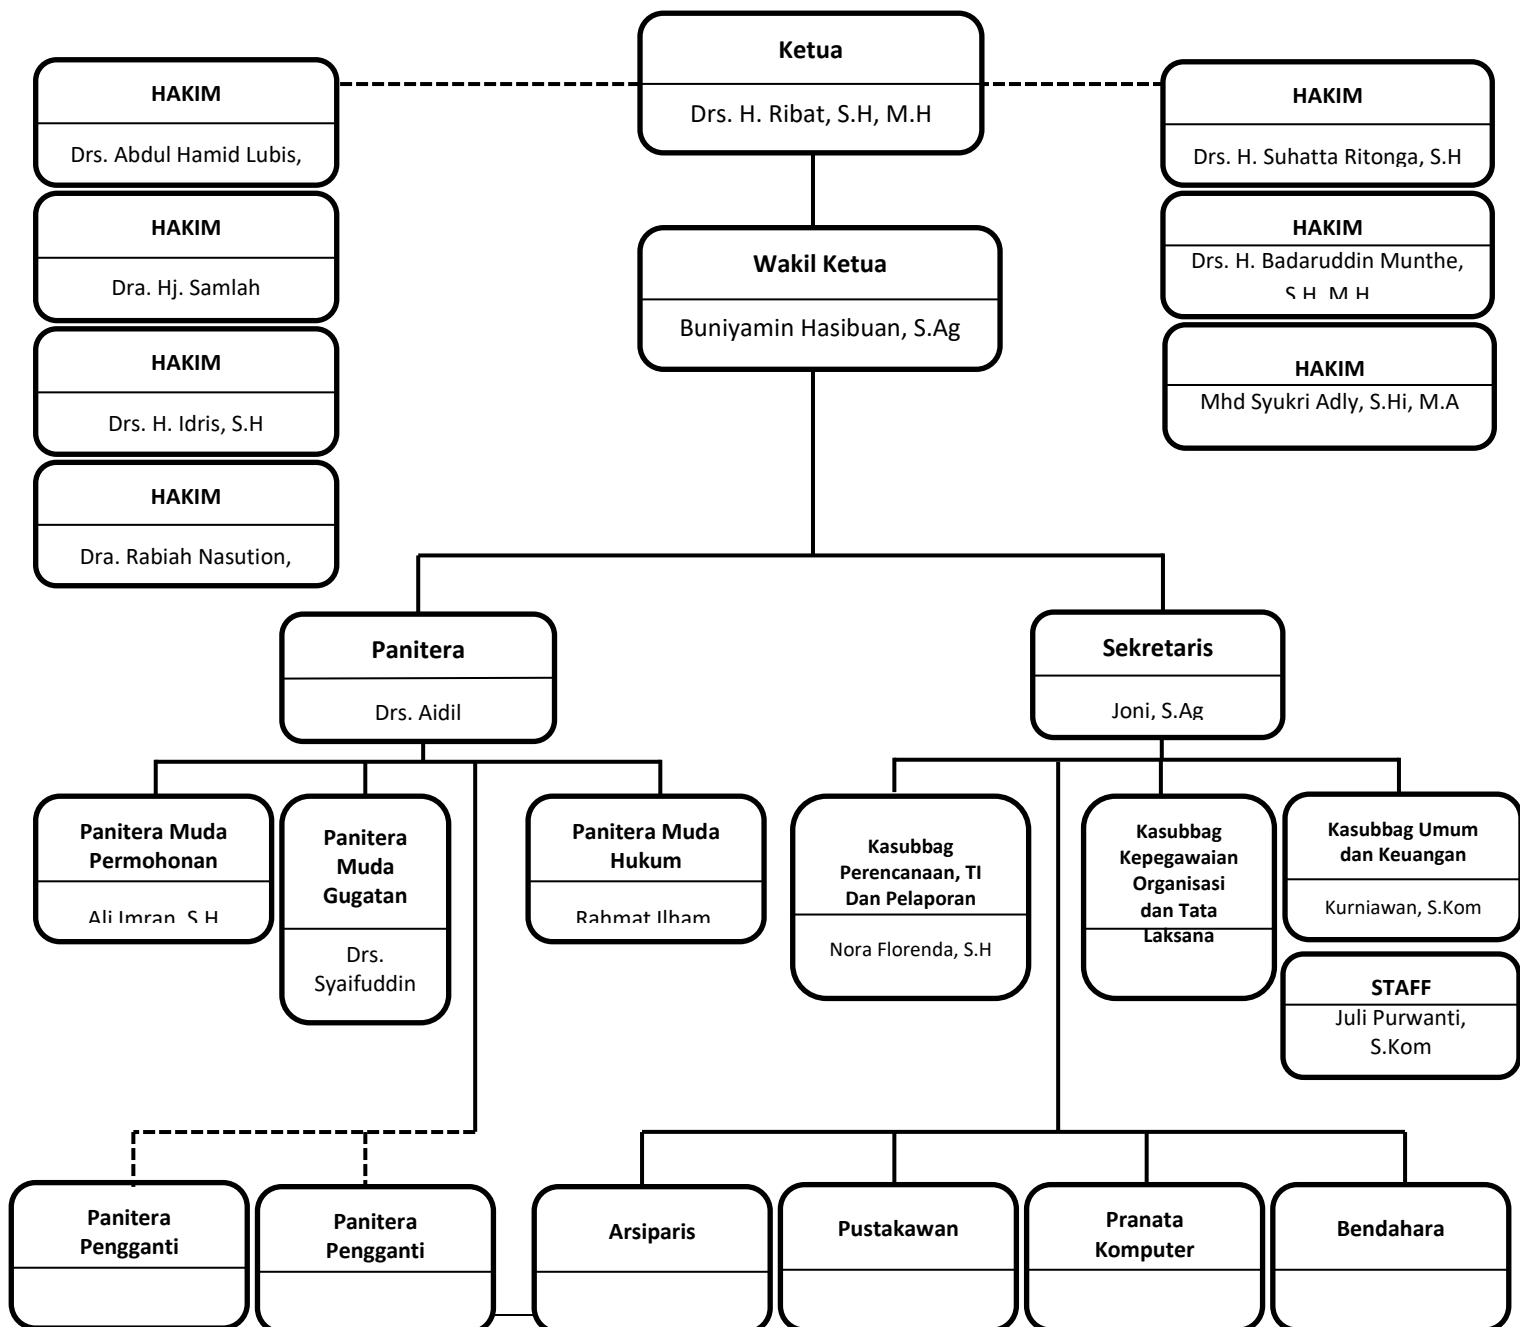 Ketua
Drs. H. Ribat, S.H, M.H
HAKIM
Drs. Abdul Hamid Lubis,
HAKIM
Dra. Hj. Samlah
HAKIM
Drs. H. Idris, S.H
HAKIM
Dra. Rabiah Nasution,
HAKIM
Drs. H. Suhatta Ritonga, S.H
HAKIM
Drs. H. Badaruddin Munthe,
S.H, M.H
HAKIM
Mhd Syukri Adly, S.Hi, M.A
Wakil Ketua
Buniyamin Hasibuan, S.Ag
Panitera
Drs. Aidil
Sekretaris
Joni, S.Ag
Panitera Muda
Permohonan
Ali Imran, S.H
Panitera
Muda
Gugatan
Drs.
Syaifuddin
Panitera Muda
Hukum
Rahmat Ilham
Kasubbag
Perencanaan, TI
Dan Pelaporan
Nora Florenda, S.H
Kasubbag
Kepegawaian
Organisasi
dan Tata
Laksana
Kasubbag Umum
dan Keuangan
Kurniawan, S.Kom
STAFF
Juli Purwanti,
S.Kom
Panitera
Pengganti
Panitera
Pengganti
Arsiparis
Pustakawan
Pranata
Komputer
Bendahara